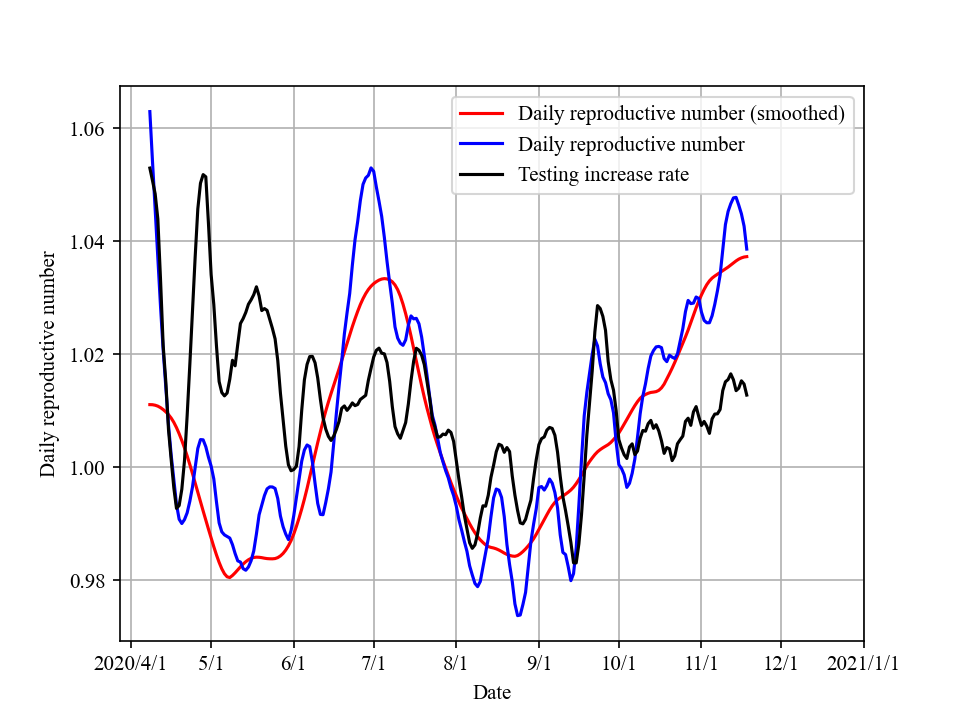 Daily reproductive number (smoothed)
Daily reproductive number
Testing increase rate
Daily reproductive number
1.06
1.04
1.02
1.00
0.98
2020/4/1 5/1 6/1 7/1 8/1 9/1 10/1 11/1 12/1 2021/1/1
Date